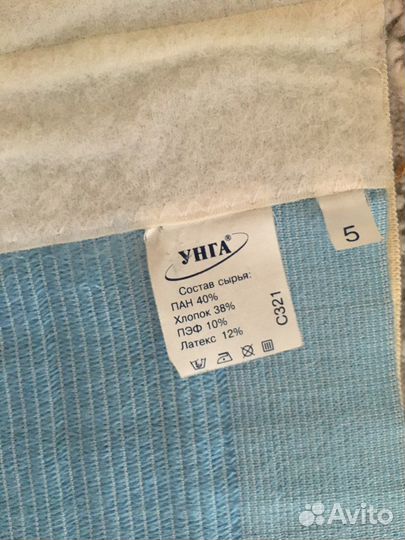 УНГА®
Состав сырья:
ПАН 40%
Хлопок 38%
ПЭФ 10%
Латекс 12%
С321
5
Avito